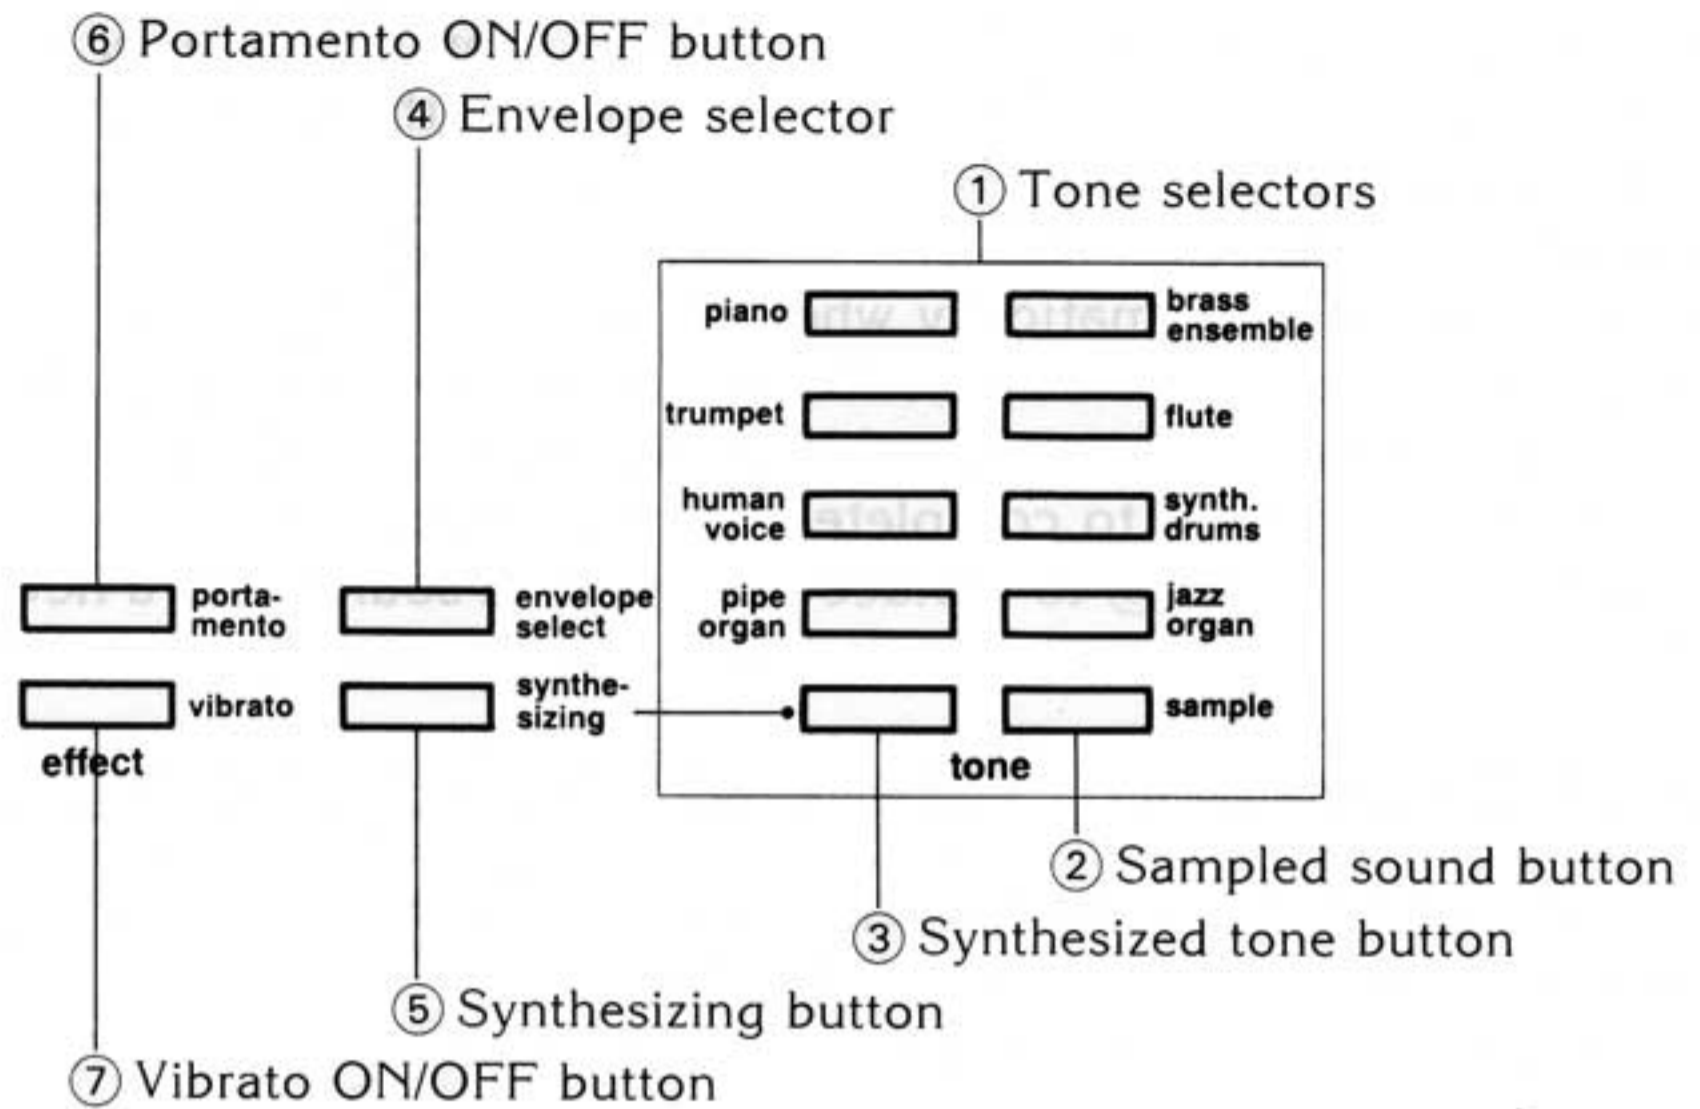 ⑥ Portamento ON/OFF button
④ Envelope selector
① Tone selectors
piano
brass
ensemble
trumpet
flute
human
voice
synth.
drums
pipe
organ
jazz
organ
porta-
mento
envelope
select
vibrato
synthe-
sizing
sample
effect
tone
② Sampled sound button
③ Synthesized tone button
⑤ Synthesizing button
⑦ Vibrato ON/OFF button